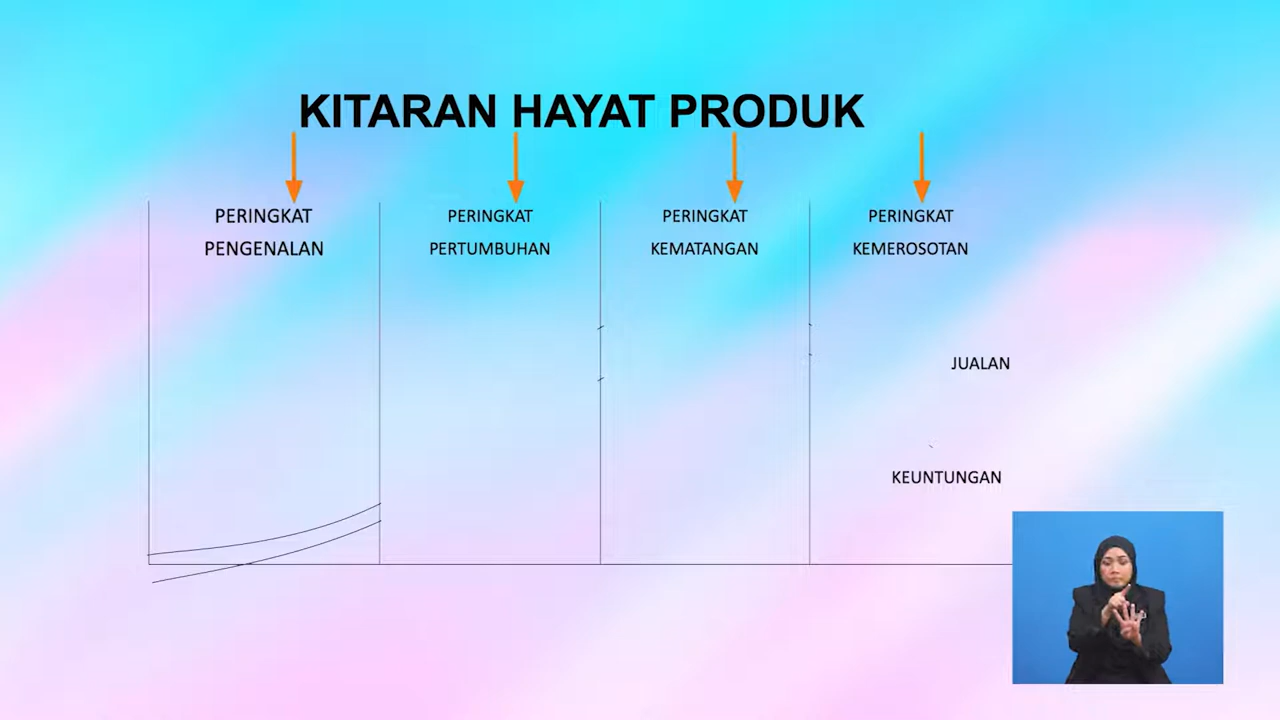 KITARAN HAYAT PRODUK
PERINGKAT
PENGENALAN
PERINGKAT
PERTUMBUHAN
PERINGKAT
KEMATANGAN
PERINGKAT
KEMEROSOTAN
JUALAN
KEUNTUNGAN